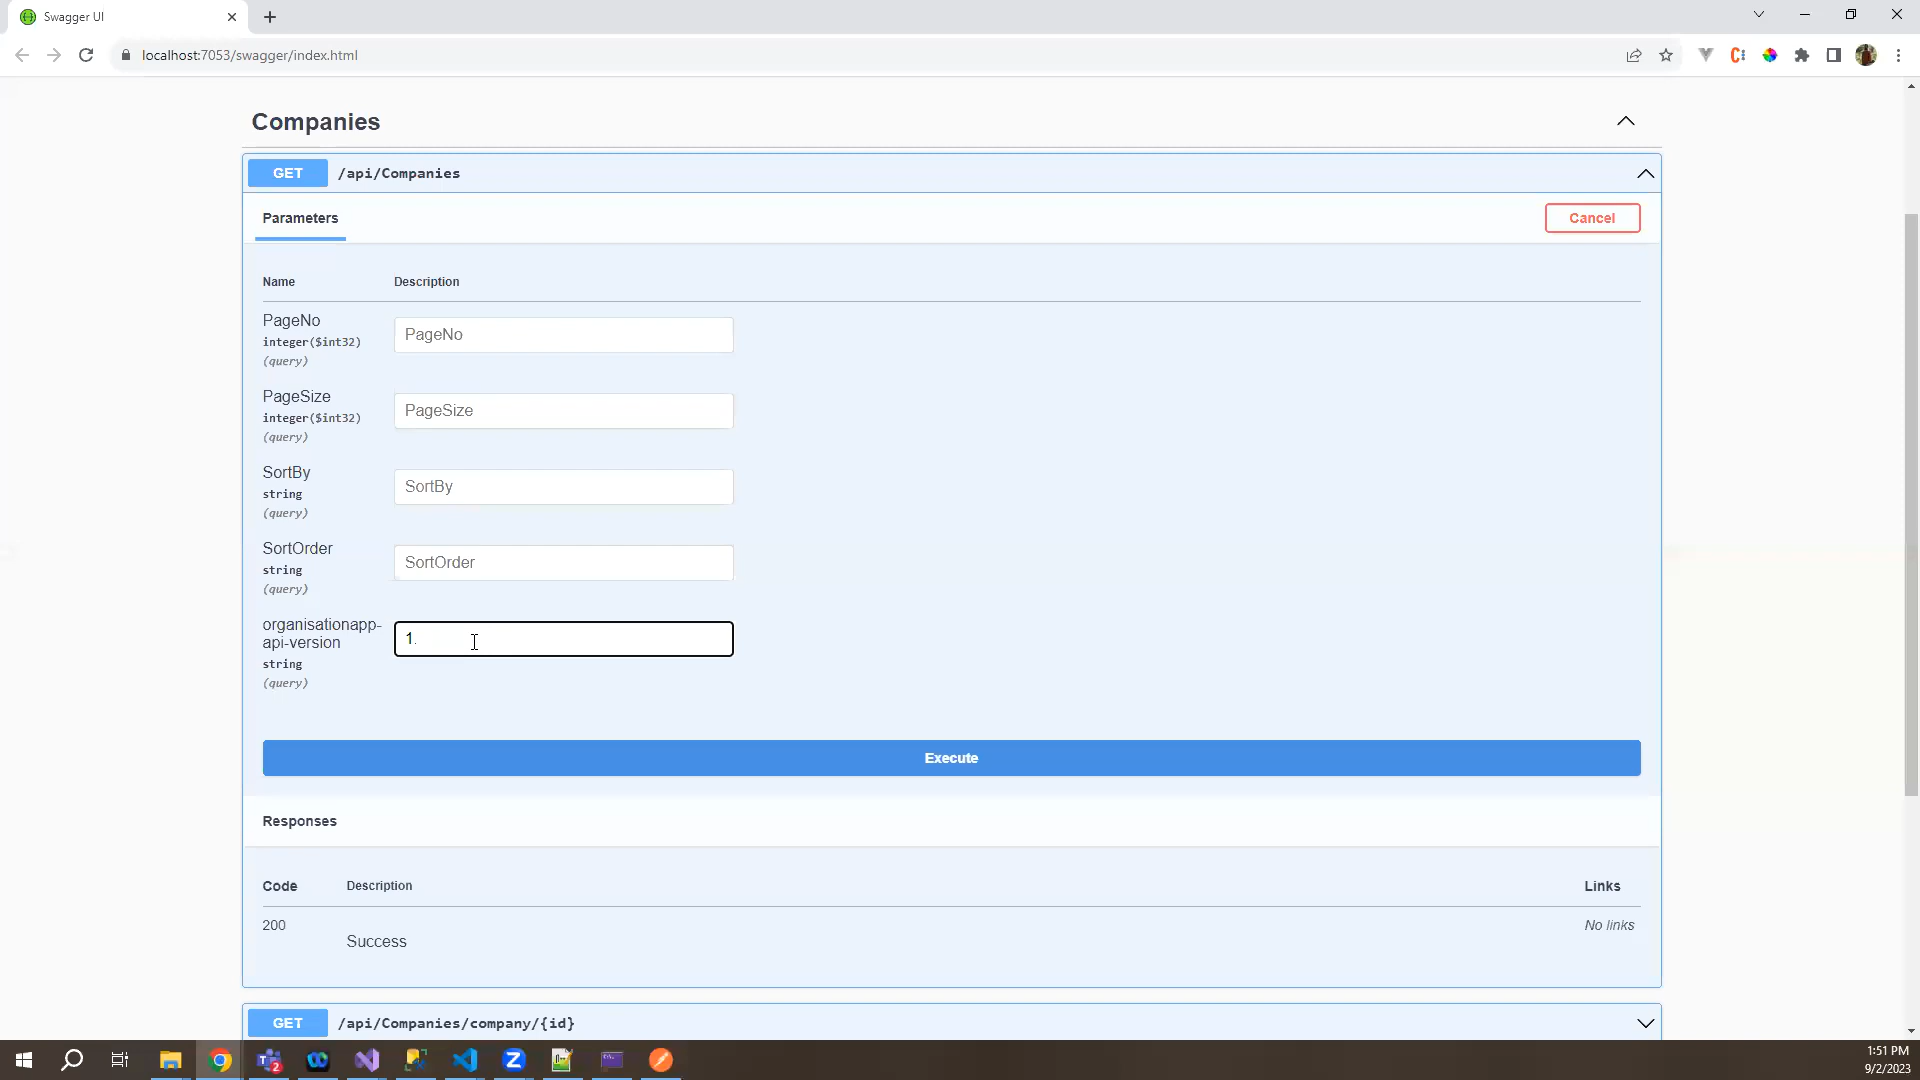 Swagger UI
localhost:7053/swagger/index.html
Companies
GET /api/Companies
Parameters
Cancel
Name Description
PageNo
integer($int32)
(query)
PageNo
PageSize
integer($int32)
(query)
PageSize
SortBy
string
(query)
SortBy
SortOrder
string
(query)
SortOrder
organisationapp-
api-version
string
(query)
1.
Execute
Responses
Code Description Links
200 Success No links
GET /api/Companies/company/{id}
2
1:51 PM
9/2/2023